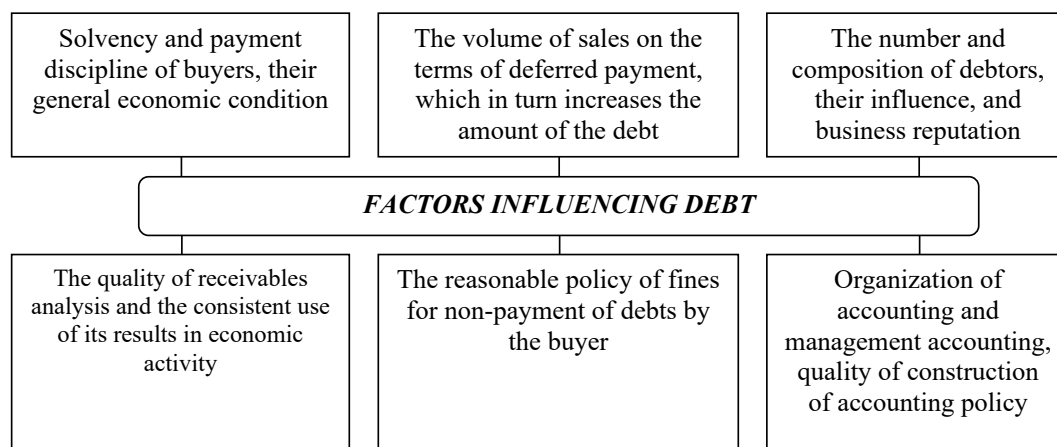 Solvency and payment
discipline of buyers, their
general economic condition
The volume of sales on the
terms of deferred payment,
which in turn increases the
amount of the debt
The number and
composition of debtors,
their influence, and
business reputation
FACTORS INFLUENCING DEBT
The quality of receivables
analysis and the consistent use
of its results in economic
activity
The reasonable policy of fines
for non-payment of debts by
the buyer
Organization of
accounting and
management accounting,
quality of construction
of accounting policy